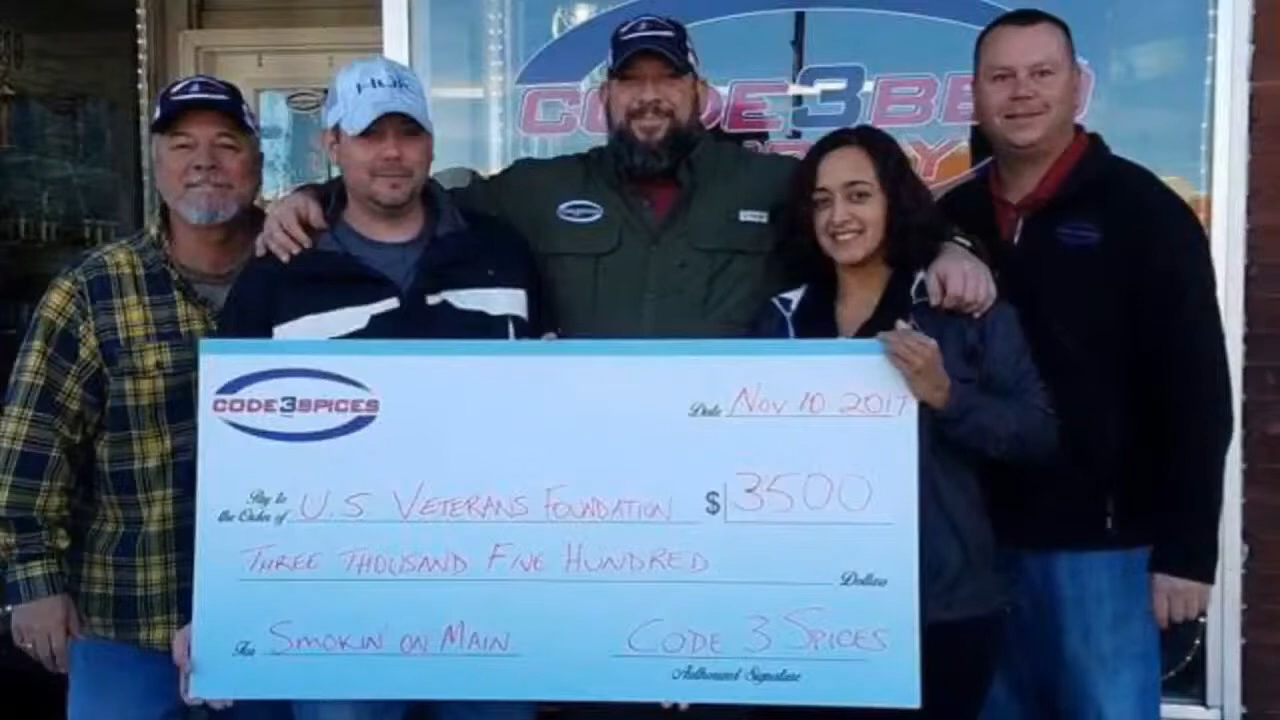 CODE3BBQ
CODE3SPICES
Date Nov 10 2017
Pay to
the Order of U.S VETERANS FOUNDATION $ 3500
THREE THOUSAND FIVE HUNDRED Dollars
For SMOKIN' ON MAIN CODE 3 SPICES
Authorized Signature